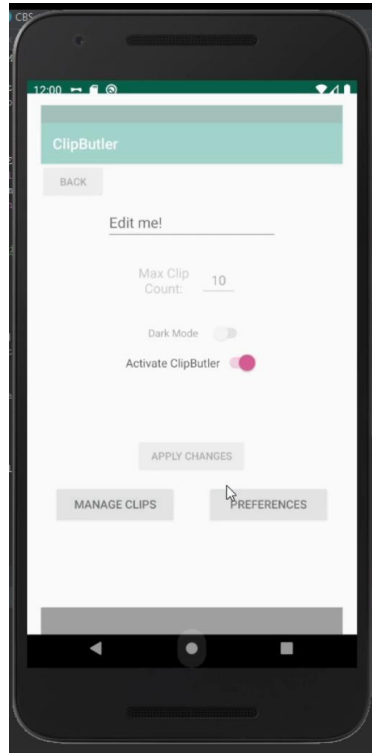 CBS
12:00
ClipButler
BACK
Edit me!
Max Clip
Count:
10
Dark Mode
Activate ClipButler
APPLY CHANGES
MANAGE CLIPS
PREFERENCES